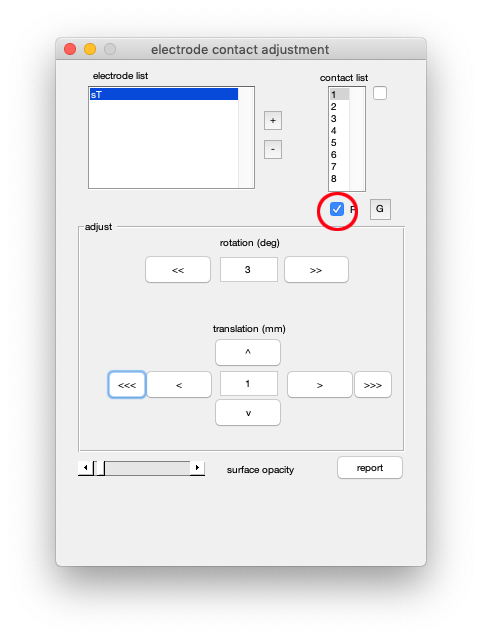 electrode contact adjustment
electrode list
contact list
sT
1
2
3
4
5
6
7
8
+
-
G
adjust
rotation (deg)
<<
3
>>
translation (mm)
^
<<<
<
1
>
>>>
v
surface opacity
report